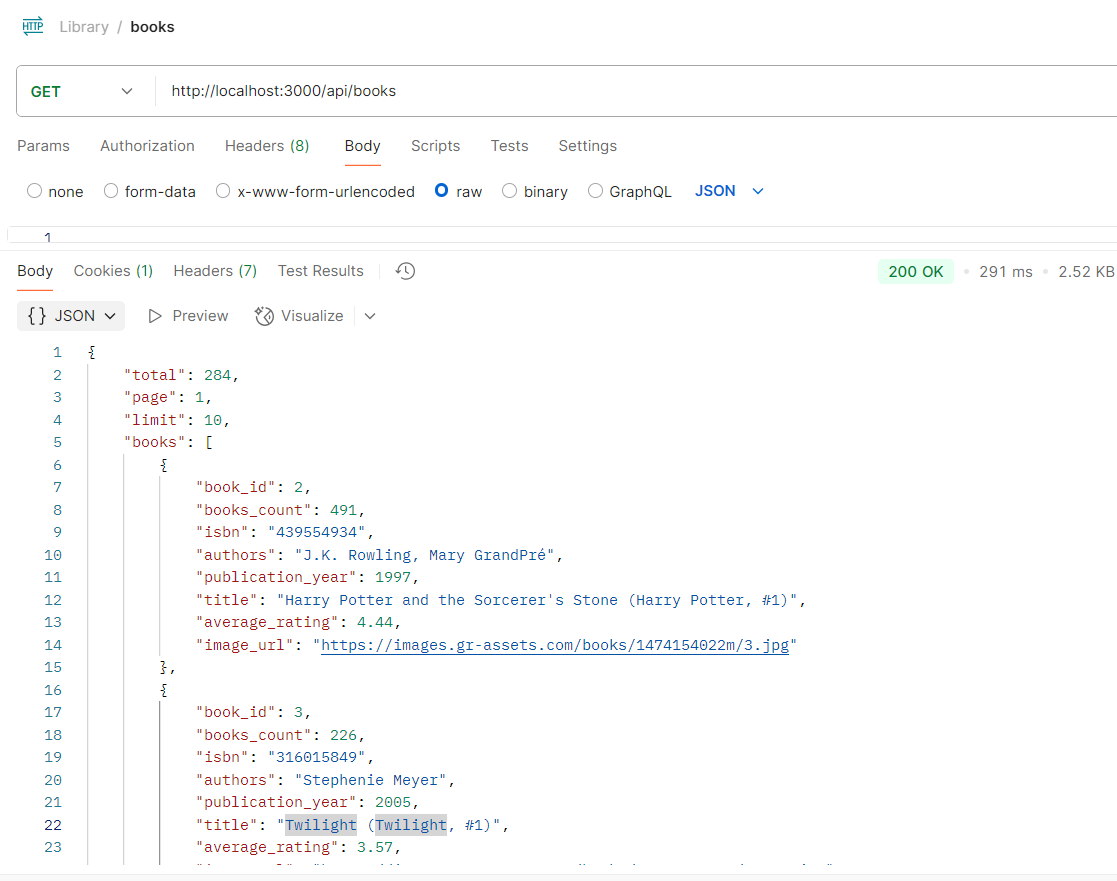 HTTP Library / books
GET http://localhost:3000/api/books
Params Authorization Headers (8) Body Scripts Tests Settings
none form-data x-www-form-urlencoded raw binary GraphQL JSON
1
Body Cookies (1) Headers (7) Test Results 200 OK • 291 ms • 2.52 KB
{} JSON Preview Visualize
1 {
2 "total": 284,
3 "page": 1,
4 "limit": 10,
5 "books": [
6 {
7 "book_id": 2,
8 "books_count": 491,
9 "isbn": "439554934",
10 "authors": "J.K. Rowling, Mary GrandPré",
11 "publication_year": 1997,
12 "title": "Harry Potter and the Sorcerer's Stone (Harry Potter, #1)",
13 "average_rating": 4.44,
14 "image_url": "https://images.gr-assets.com/books/1474154022m/3.jpg"
15 },
16 {
17 "book_id": 3,
18 "books_count": 226,
19 "isbn": "316015849",
20 "authors": "Stephenie Meyer",
21 "publication_year": 2005,
22 "title": "Twilight (Twilight, #1)",
23 "average_rating": 3.57,